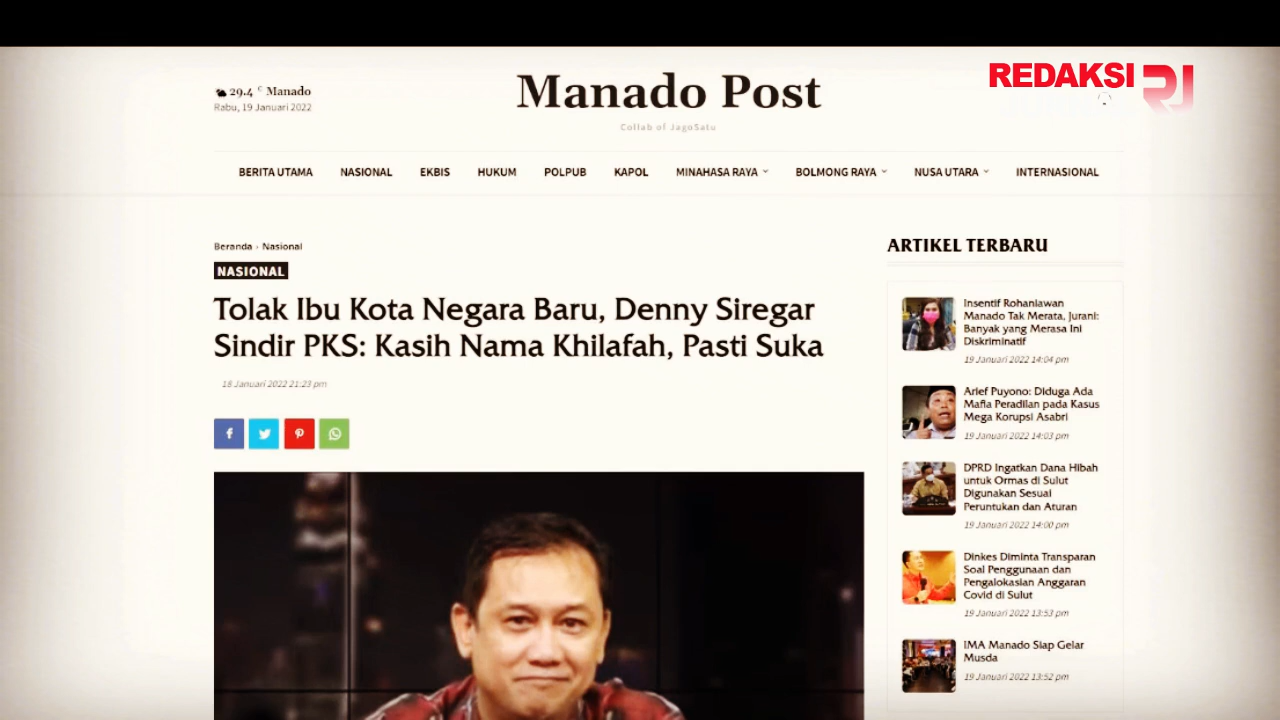 REDAKSI
RJ
29.4 C Manado
Rabu, 19 Januari 2022
Manado Post
Collab of JagoSatu
BERITA UTAMA NASIONAL EKBIS HUKUM POLPUB KAPOL MINAHASA RAYA BOLMONG RAYA NUSA UTARA INTERNASIONAL
Beranda › Nasional
NASIONAL
Tolak Ibu Kota Negara Baru, Denny Siregar
Sindir PKS: Kasih Nama Khilafah, Pasti Suka
18 Januari 2022 21:23 pm
ARTIKEL TERBARU
Insentif Rohaniawan
Manado Tak Merata, Jurani:
Banyak yang Merasa Ini
Diskriminatif
19 Januari 2022 14:04 pm
Arief Puyono: Diduga Ada
Mafia Peradilan pada Kasus
Mega Korupsi Asabri
19 Januari 2022 14:03 pm
DPRD Ingatkan Dana Hibah
untuk Ormas di Sulut
Digunakan Sesuai
Peruntukan dan Aturan
19 Januari 2022 14:00 pm
Dinkes Diminta Transparan
Soal Penggunaan dan
Pengalokasian Anggaran
Covid di Sulut
19 Januari 2022 13:53 pm
IMA Manado Siap Gelar
Musda
19 Januari 2022 13:52 pm